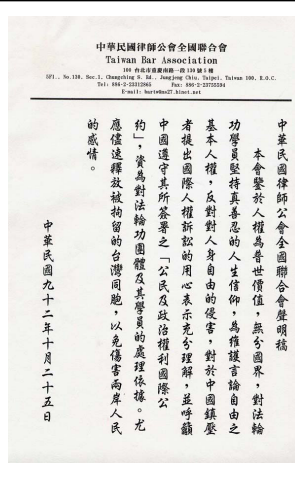 中華民國律師公會全國聯合會
Taiwan Bar Association
100 台北市重慶南路一段 130 號 5 樓
5Fl., No.130, Sec.1, Chungching S. Rd., Jungjeng Chiu, Taipei, Taiwan 100, R.O.C.
Tel: 886-2-23312865 Fax: 886-2-23755594
E-mail: bartw@ms27.hinet.net
中華民國律師公會全國聯合會聲明稿
本會鑒於人權為普世價值，無分國界，對法輪
功學員堅持真善忍的人生信仰，為維護言論自由之
基本人權，反對對人身自由的侵害，對於中國鎮壓
者提出國際人權訴訟的用心表示充分理解，並呼籲
中國遵守其所簽署之「公民及政治權利國際公
約」，資為對法輪功團體及其學員的處理依據。尤
應儘速釋放被拘留的台灣同胞，以免傷害兩岸人民
的感情。
中華民國九十二年十月二十五日